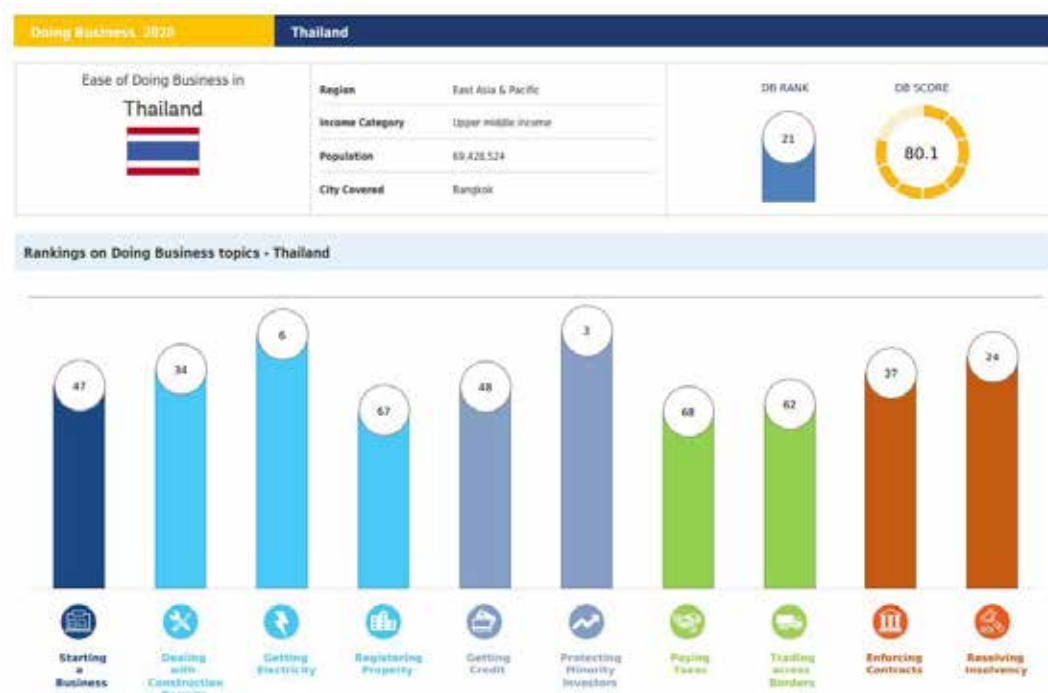 Doing Business 2020
Thailand
Ease of Doing Business in
Thailand
Region East Asia & Pacific
Income Category Upper middle income
Population 69,428,524
City Covered Bangkok
DB RANK
DB SCORE
21
80.1
Rankings on Doing Business topics - Thailand
47
34
6
67
48
3
68
62
37
24
Starting
a
Business
Dealing
with
Construction
Getting
Electricity
Registering
Property
Getting
Credit
Protecting
Minority
Investors
Paying
Taxes
Trading
across
Borders
Enforcing
Contracts
Resolving
Insolvency